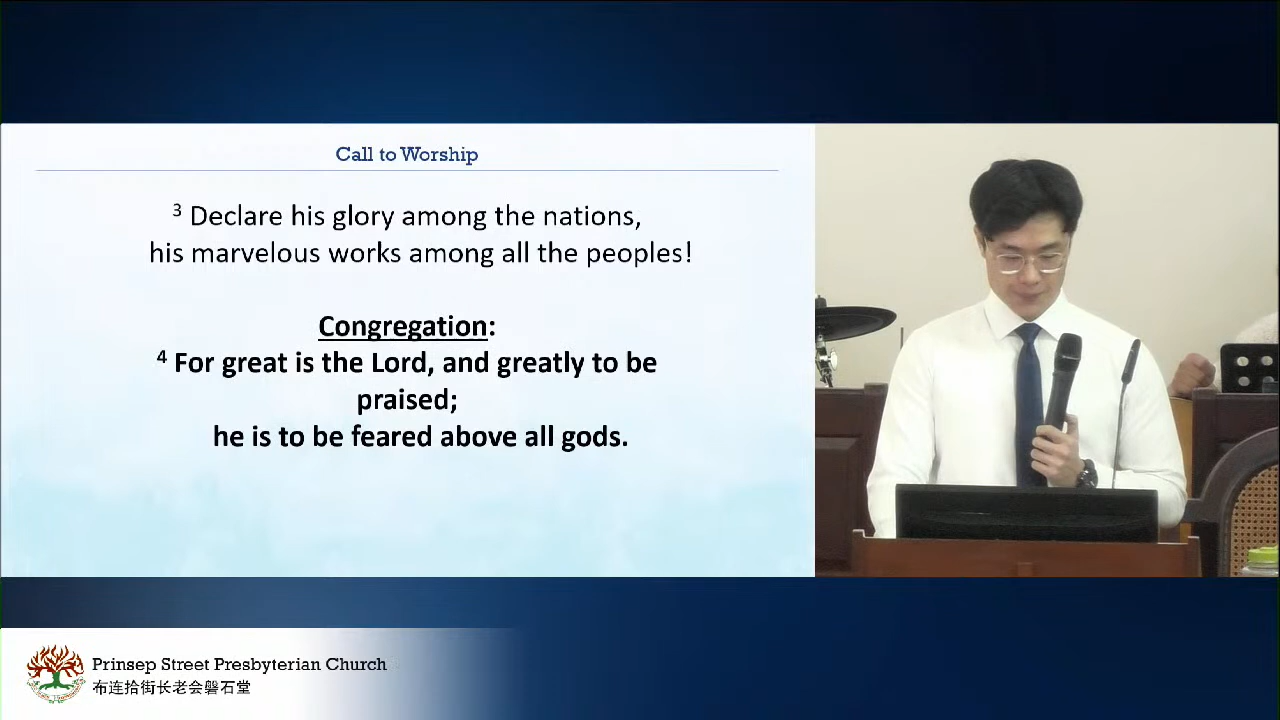 Call to Worship
3 Declare his glory among the nations,
his marvelous works among all the peoples!
Congregation:
4 For great is the Lord, and greatly to be
praised;
he is to be feared above all gods.
Prinsep Street Presbyterian Church
布连拾街长老会磐石堂